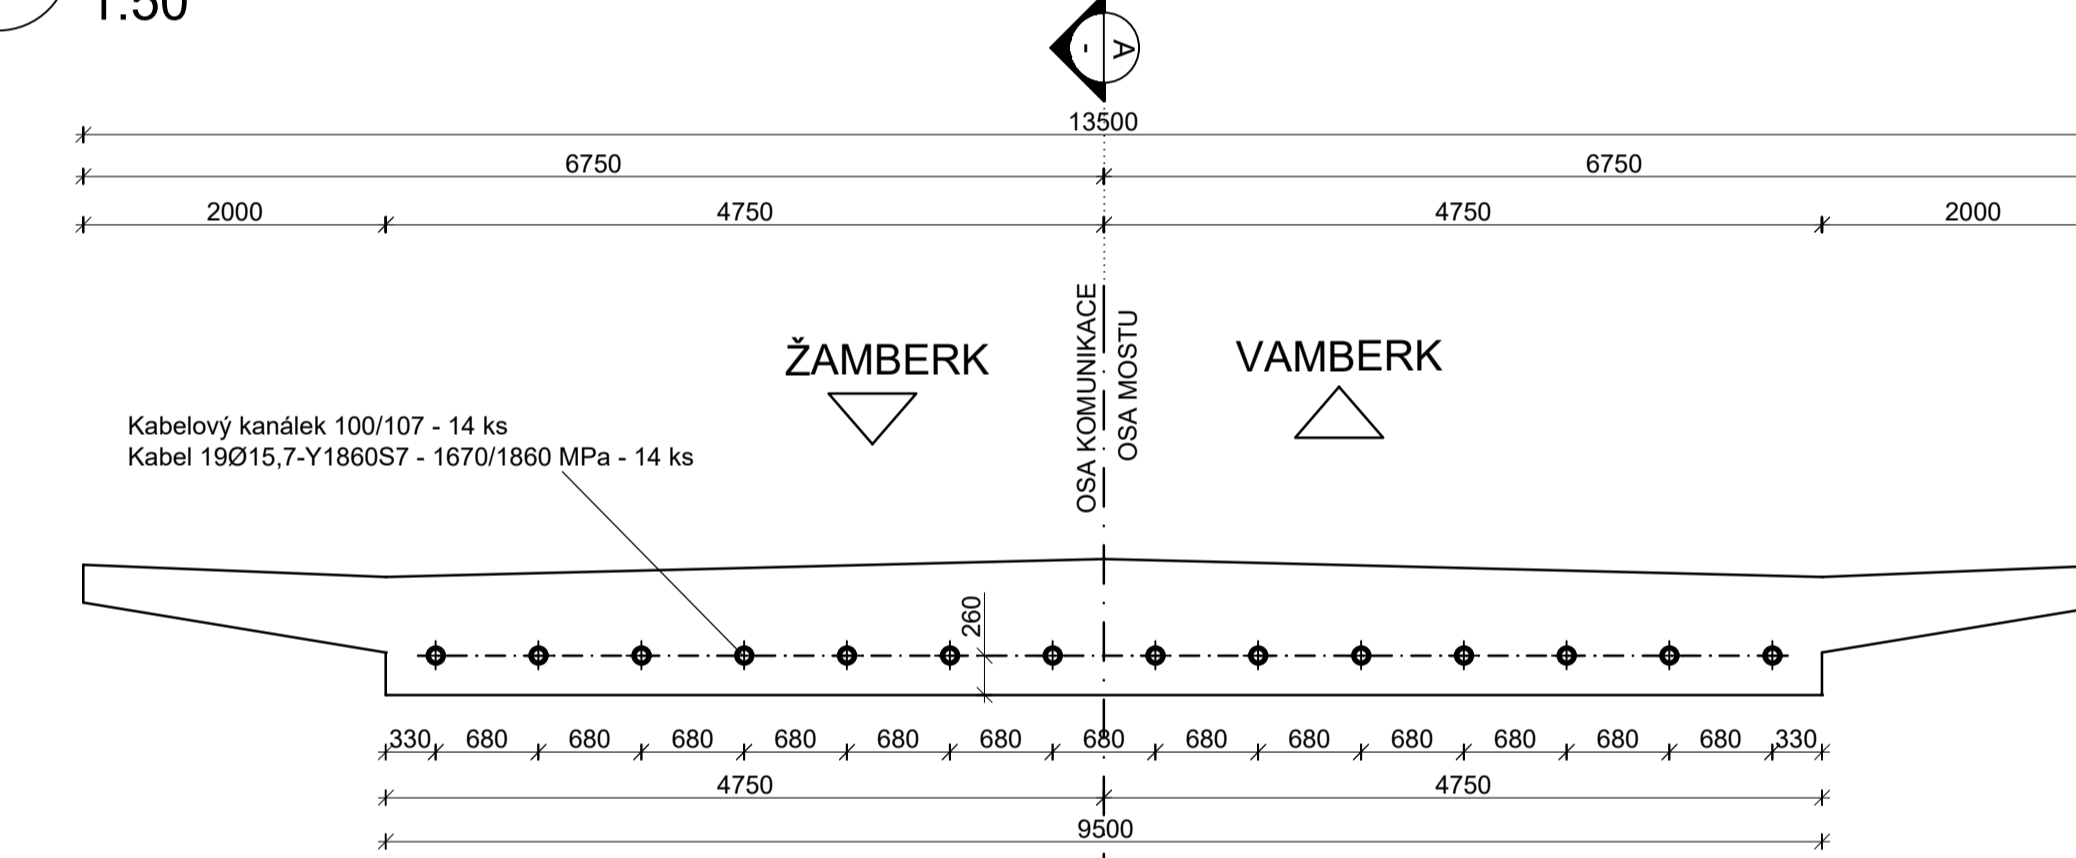 1:50
- A
13500
6750 6750
2000 4750 4750 2000
OSA KOMUNIKACE
OSA MOSTU
ŽAMBERK VAMBERK
Kabelový kanálek 100/107 - 14 ks
Kabel 19Ø15,7-Y1860S7 - 1670/1860 MPa - 14 ks
260
330 680 680 680 680 680 680 680 680 680 680 680 680 680 330
4750 4750
9500